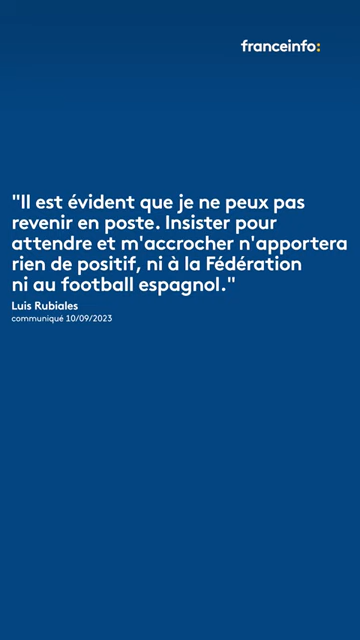 franceinfo:
"Il est évident que je ne peux pas
revenir en poste. Insister pour
attendre et m'accrocher n'apportera
rien de positif, ni à la Fédération
ni au football espagnol."
Luis Rubiales
communiqué 10/09/2023